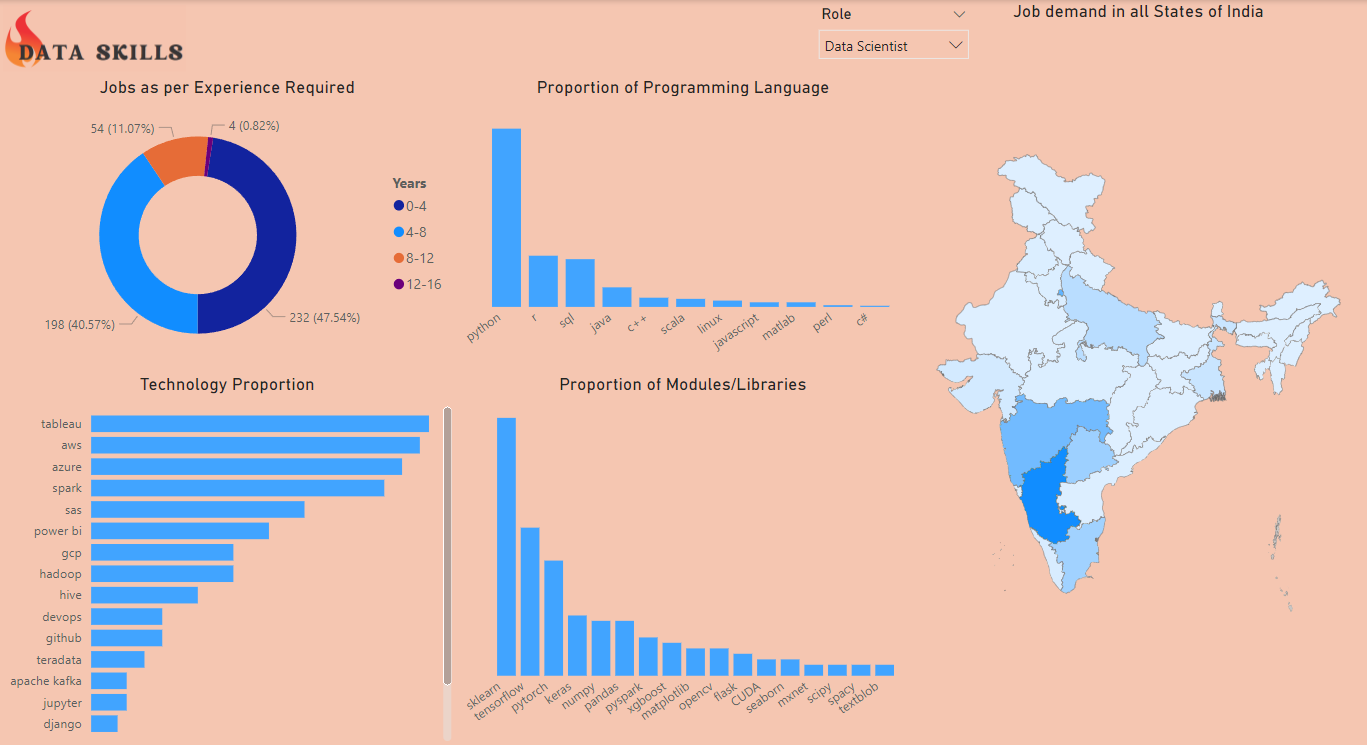 DATA SKILLS
Role
Data Scientist
Job demand in all States of India
Jobs as per Experience Required
54 (11.07%)
4 (0.82%)
198 (40.57%)
232 (47.54%)
Years
0-4
4-8
8-12
12-16
Proportion of Programming Language
python
r
sql
java
c++
scala
linux
javascript
matlab
perl
c#
Technology Proportion
tableau
aws
azure
spark
sas
power bi
gcp
hadoop
hive
devops
github
teradata
apache kafka
jupyter
django
Proportion of Modules/Libraries
sklearn
tensorflow
pytorch
keras
numpy
pandas
pyspark
xgboost
matplotlib
opencv
flask
CUDA
seaborn
mxnet
scipy
spacy
textblob